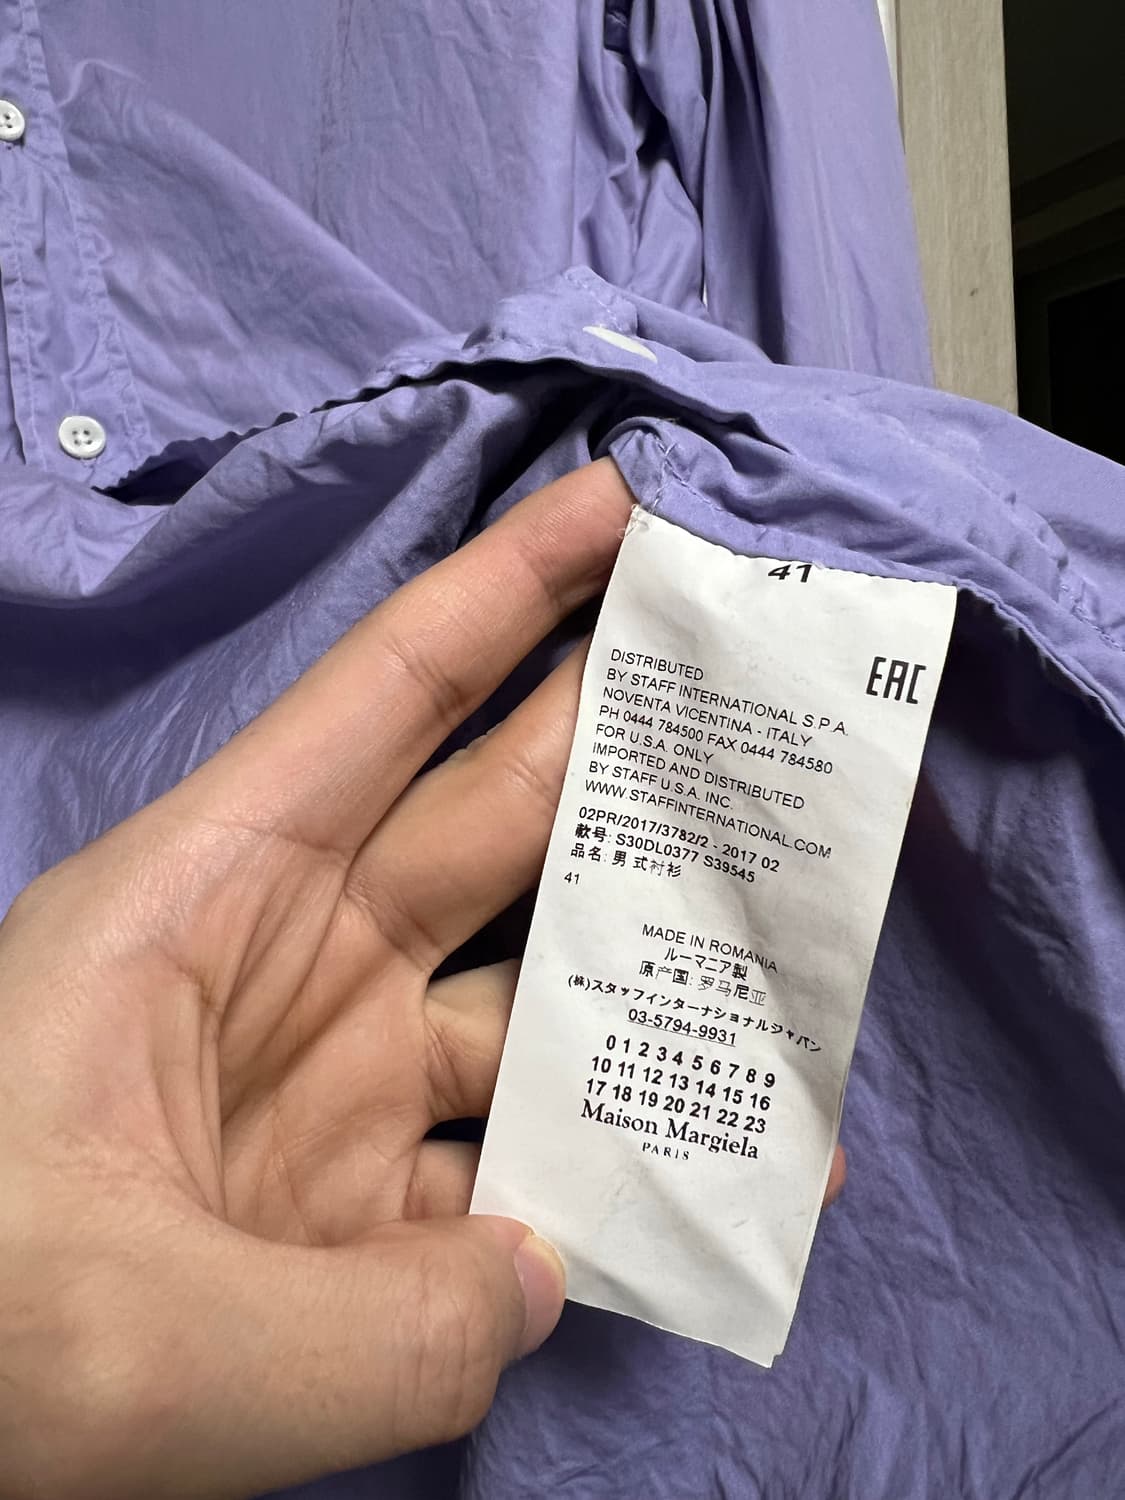 41
EAC
DISTRIBUTED
BY STAFF INTERNATIONAL S.P.A.
NOVENTA VICENTINA - ITALY
PH 0444 784500 FAX 0444 784580
FOR U.S.A. ONLY
IMPORTED AND DISTRIBUTED
BY STAFF U.S.A. INC.
WWW.STAFFINTERNATIONAL.COM
02PR/2017/3782/2 - 2017 02
款号: S30DL0377 S39545
品名: 男 式衬衫
41
MADE IN ROMANIA
ルーマニア製
原产国: 罗马尼亚
(株)スタッフインターナショナルジャパン
03-5794-9931
0 1 2 3 4 5 6 7 8 9
10 11 12 13 14 15 16
17 18 19 20 21 22 23
Maison Margiela
PARIS